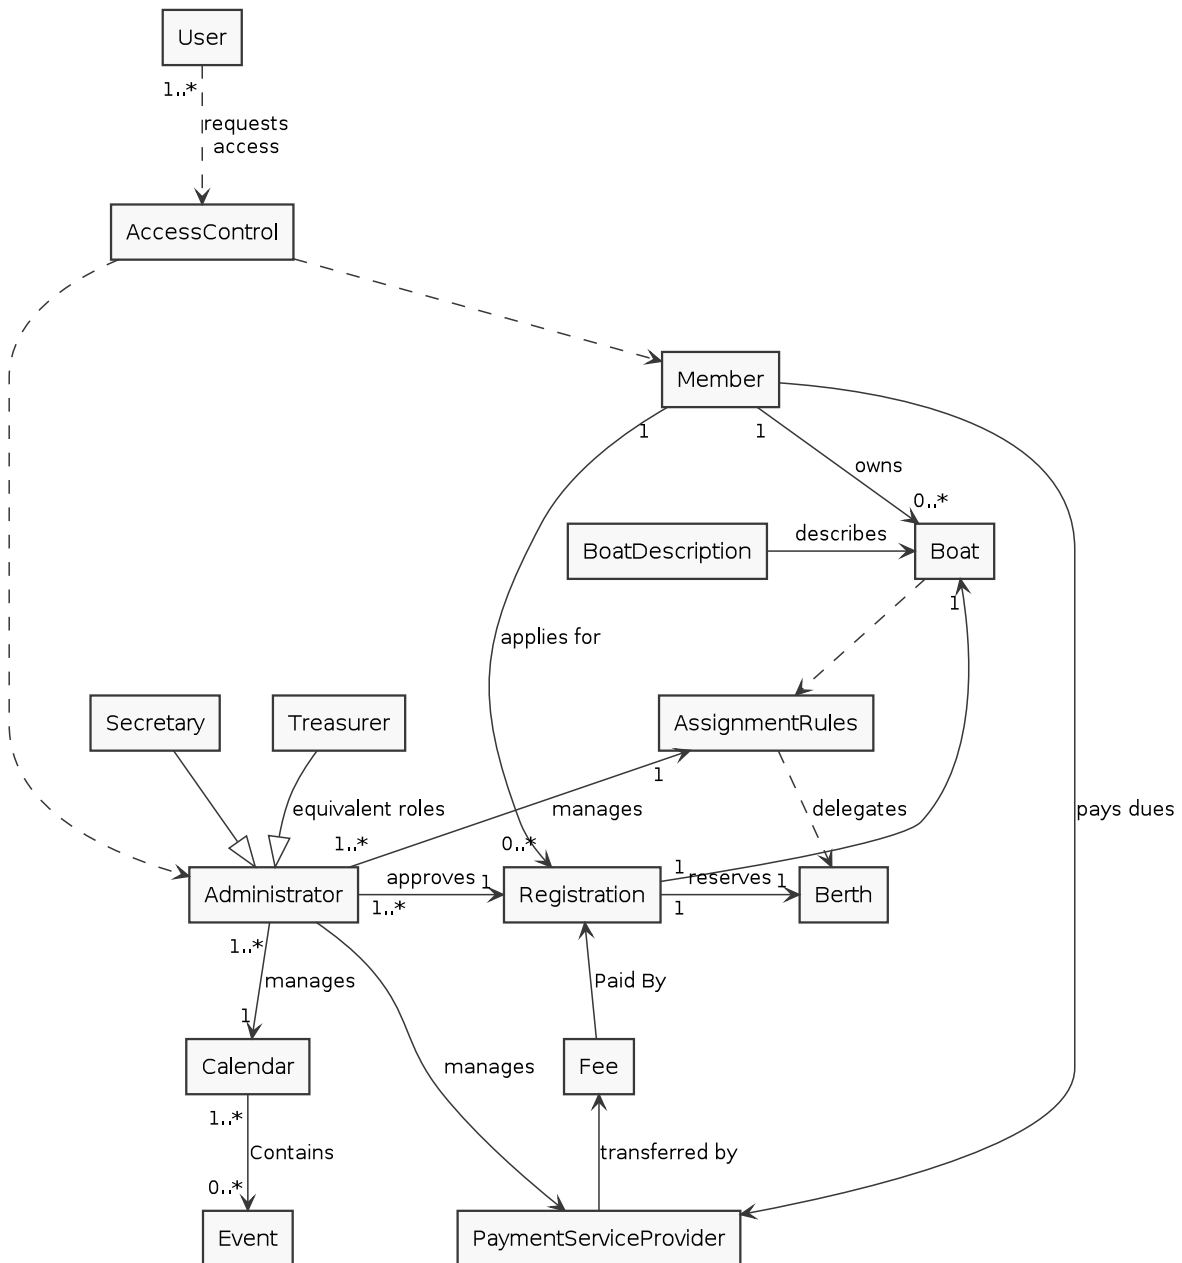 User
1..*
requests
access
AccessControl
Member
1
1
owns
0..*
BoatDescription
describes
Boat
1
applies for
Secretary
Treasurer
AssignmentRules
1
equivalent roles
manages
delegates
pays dues
1..*
0..*
Administrator
approves
1
1..*
Registration
1
reserves
1
1
Berth
1..*
manages
Paid By
1
Calendar
manages
Fee
1..*
Contains
transferred by
0..*
Event
PaymentServiceProvider